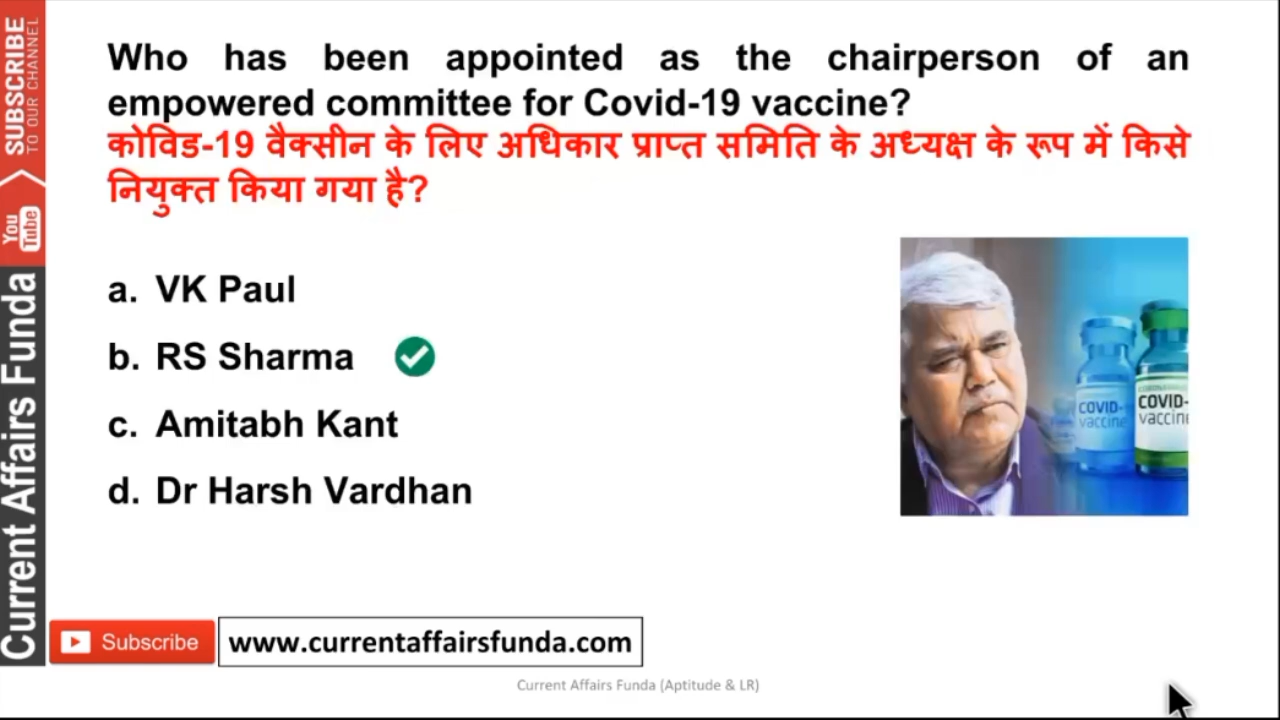 Who has been appointed as the chairperson of an
empowered committee for Covid-19 vaccine?
कोविड-19 वैक्सीन के लिए अधिकार प्राप्त समिति के अध्यक्ष के रूप में किसे
नियुक्त किया गया है?
a. VK Paul
b. RS Sharma
c. Amitabh Kant
d. Dr Harsh Vardhan
COVID-
vaccine
COVID-
vaccine
SUBSCRIBE
TO OUR CHANNEL
You
Tube
Current Affairs Funda
Subscribe
www.currentaffairsfunda.com
Current Affairs Funda (Aptitude & LR)